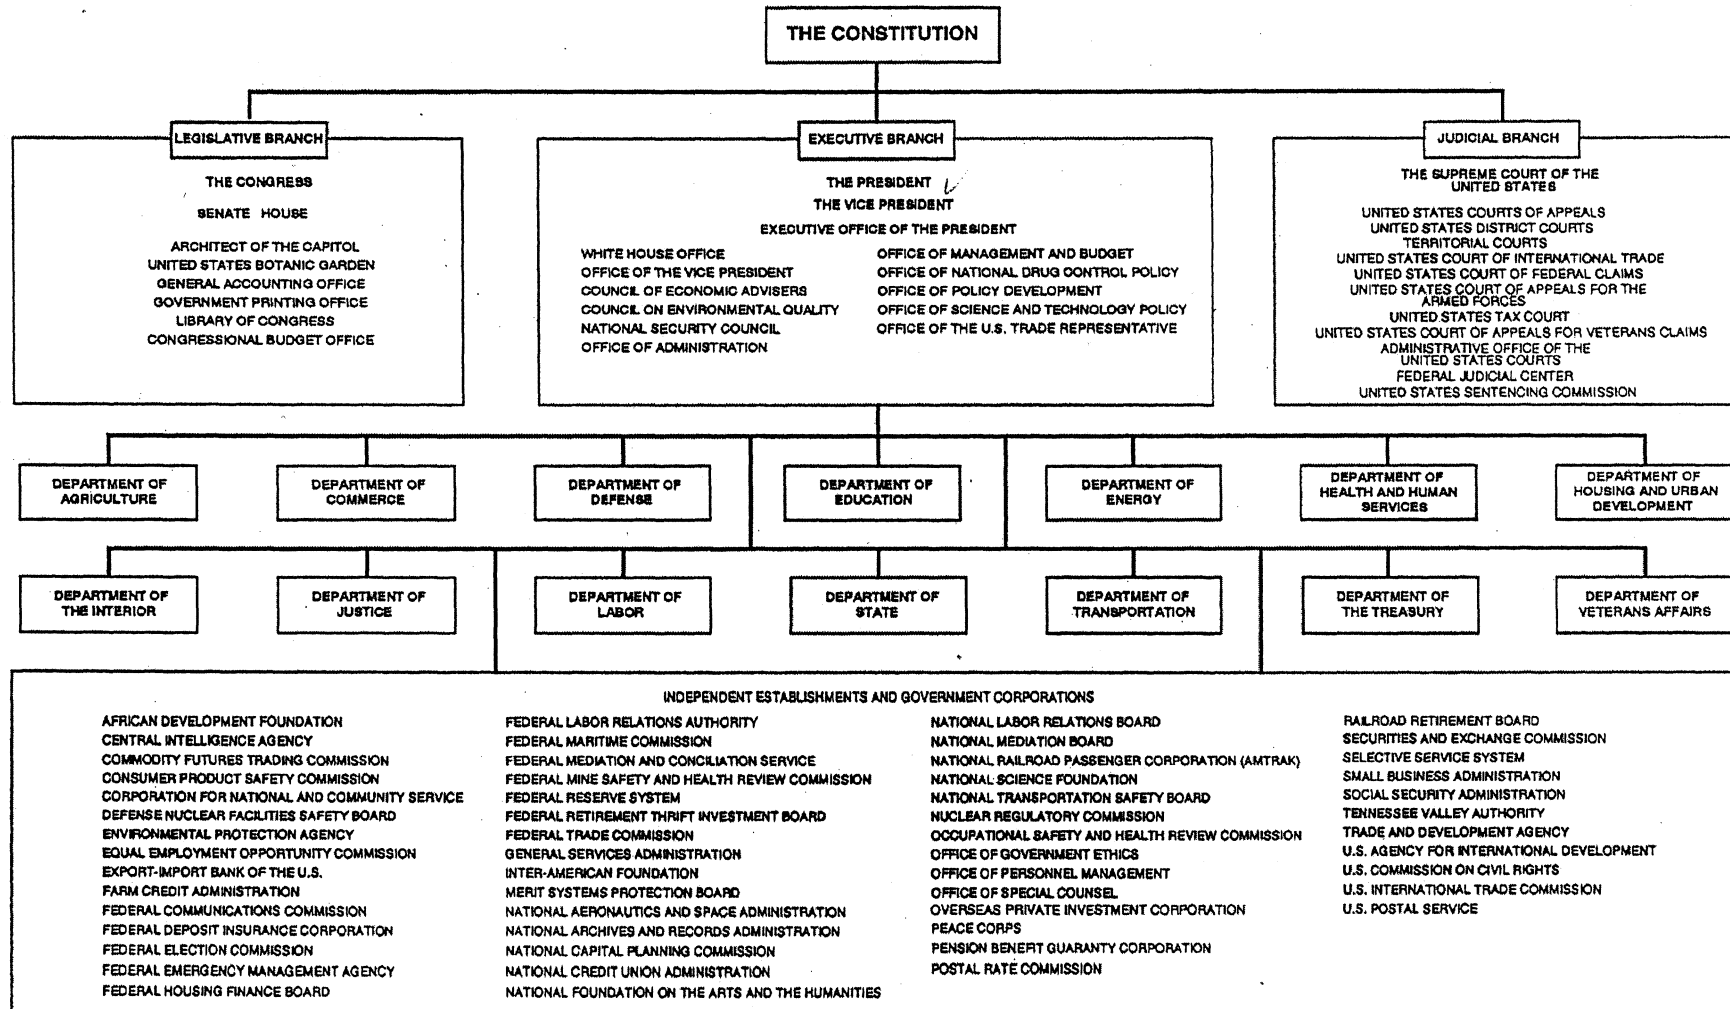 THE CONSTITUTION
LEGISLATIVE BRANCH
THE CONGRESS
SENATE HOUSE
ARCHITECT OF THE CAPITOL
UNITED STATES BOTANIC GARDEN
GENERAL ACCOUNTING OFFICE
GOVERNMENT PRINTING OFFICE
LIBRARY OF CONGRESS
CONGRESSIONAL BUDGET OFFICE
EXECUTIVE BRANCH
THE PRESIDENT
THE VICE PRESIDENT
EXECUTIVE OFFICE OF THE PRESIDENT
WHITE HOUSE OFFICE
OFFICE OF THE VICE PRESIDENT
COUNCIL OF ECONOMIC ADVISERS
COUNCIL ON ENVIRONMENTAL QUALITY
NATIONAL SECURITY COUNCIL
OFFICE OF ADMINISTRATION
OFFICE OF MANAGEMENT AND BUDGET
OFFICE OF NATIONAL DRUG CONTROL POLICY
OFFICE OF POLICY DEVELOPMENT
OFFICE OF SCIENCE AND TECHNOLOGY POLICY
OFFICE OF THE U.S. TRADE REPRESENTATIVE
JUDICIAL BRANCH
THE SUPREME COURT OF THE
UNITED STATES
UNITED STATES COURTS OF APPEALS
UNITED STATES DISTRICT COURTS
TERRITORIAL COURTS
UNITED STATES COURT OF INTERNATIONAL TRADE
UNITED STATES COURT OF FEDERAL CLAIMS
UNITED STATES COURT OF APPEALS FOR THE
ARMED FORCES
UNITED STATES TAX COURT
UNITED STATES COURT OF APPEALS FOR VETERANS CLAIMS
ADMINISTRATIVE OFFICE OF THE
UNITED STATES COURTS
FEDERAL JUDICIAL CENTER
UNITED STATES SENTENCING COMMISSION
DEPARTMENT OF
AGRICULTURE
DEPARTMENT OF
COMMERCE
DEPARTMENT OF
DEFENSE
DEPARTMENT OF
EDUCATION
DEPARTMENT OF
ENERGY
DEPARTMENT OF
HEALTH AND HUMAN
SERVICES
DEPARTMENT OF
HOUSING AND URBAN
DEVELOPMENT
DEPARTMENT OF
THE INTERIOR
DEPARTMENT OF
JUSTICE
DEPARTMENT OF
LABOR
DEPARTMENT OF
STATE
DEPARTMENT OF
TRANSPORTATION
DEPARTMENT OF
THE TREASURY
DEPARTMENT OF
VETERANS AFFAIRS
INDEPENDENT ESTABLISHMENTS AND GOVERNMENT CORPORATIONS
AFRICAN DEVELOPMENT FOUNDATION
CENTRAL INTELLIGENCE AGENCY
COMMODITY FUTURES TRADING COMMISSION
CONSUMER PRODUCT SAFETY COMMISSION
CORPORATION FOR NATIONAL AND COMMUNITY SERVICE
DEFENSE NUCLEAR FACILITIES SAFETY BOARD
ENVIRONMENTAL PROTECTION AGENCY
EQUAL EMPLOYMENT OPPORTUNITY COMMISSION
EXPORT-IMPORT BANK OF THE U.S.
FARM CREDIT ADMINISTRATION
FEDERAL COMMUNICATIONS COMMISSION
FEDERAL DEPOSIT INSURANCE CORPORATION
FEDERAL ELECTION COMMISSION
FEDERAL EMERGENCY MANAGEMENT AGENCY
FEDERAL HOUSING FINANCE BOARD
FEDERAL LABOR RELATIONS AUTHORITY
FEDERAL MARITIME COMMISSION
FEDERAL MEDIATION AND CONCILIATION SERVICE
FEDERAL MINE SAFETY AND HEALTH REVIEW COMMISSION
FEDERAL RESERVE SYSTEM
FEDERAL RETIREMENT THRIFT INVESTMENT BOARD
FEDERAL TRADE COMMISSION
GENERAL SERVICES ADMINISTRATION
INTER-AMERICAN FOUNDATION
MERIT SYSTEMS PROTECTION BOARD
NATIONAL AERONAUTICS AND SPACE ADMINISTRATION
NATIONAL ARCHIVES AND RECORDS ADMINISTRATION
NATIONAL CAPITAL PLANNING COMMISSION
NATIONAL CREDIT UNION ADMINISTRATION
NATIONAL FOUNDATION ON THE ARTS AND THE HUMANITIES
NATIONAL LABOR RELATIONS BOARD
NATIONAL MEDIATION BOARD
NATIONAL RAILROAD PASSENGER CORPORATION (AMTRAK)
NATIONAL SCIENCE FOUNDATION
NATIONAL TRANSPORTATION SAFETY BOARD
NUCLEAR REGULATORY COMMISSION
OCCUPATIONAL SAFETY AND HEALTH REVIEW COMMISSION
OFFICE OF GOVERNMENT ETHICS
OFFICE OF PERSONNEL MANAGEMENT
OFFICE OF SPECIAL COUNSEL
OVERSEAS PRIVATE INVESTMENT CORPORATION
PEACE CORPS
PENSION BENEFIT GUARANTY CORPORATION
POSTAL RATE COMMISSION
RAILROAD RETIREMENT BOARD
SECURITIES AND EXCHANGE COMMISSION
SELECTIVE SERVICE SYSTEM
SMALL BUSINESS ADMINISTRATION
SOCIAL SECURITY ADMINISTRATION
TENNESSEE VALLEY AUTHORITY
TRADE AND DEVELOPMENT AGENCY
U.S. AGENCY FOR INTERNATIONAL DEVELOPMENT
U.S. COMMISSION ON CIVIL RIGHTS
U.S. INTERNATIONAL TRADE COMMISSION
U.S. POSTAL SERVICE